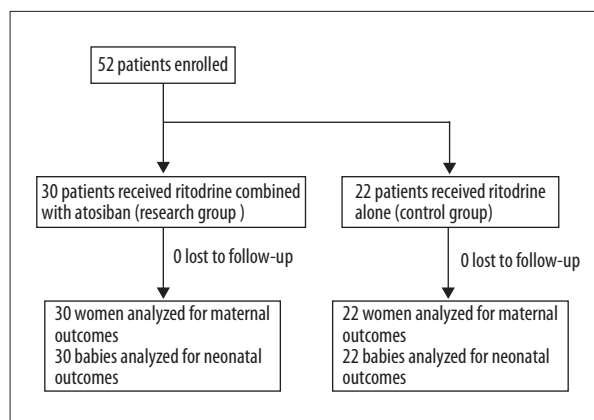 52 patients enrolled
30 patients received ritodrine combined
with atosiban (research group )
22 patients received ritodrine
alone (control group)
0 lost to follow-up
0 lost to follow-up
30 women analyzed for maternal
outcomes
30 babies analyzed for neonatal
outcomes
22 women analyzed for maternal
outcomes
22 babies analyzed for neonatal
outcomes